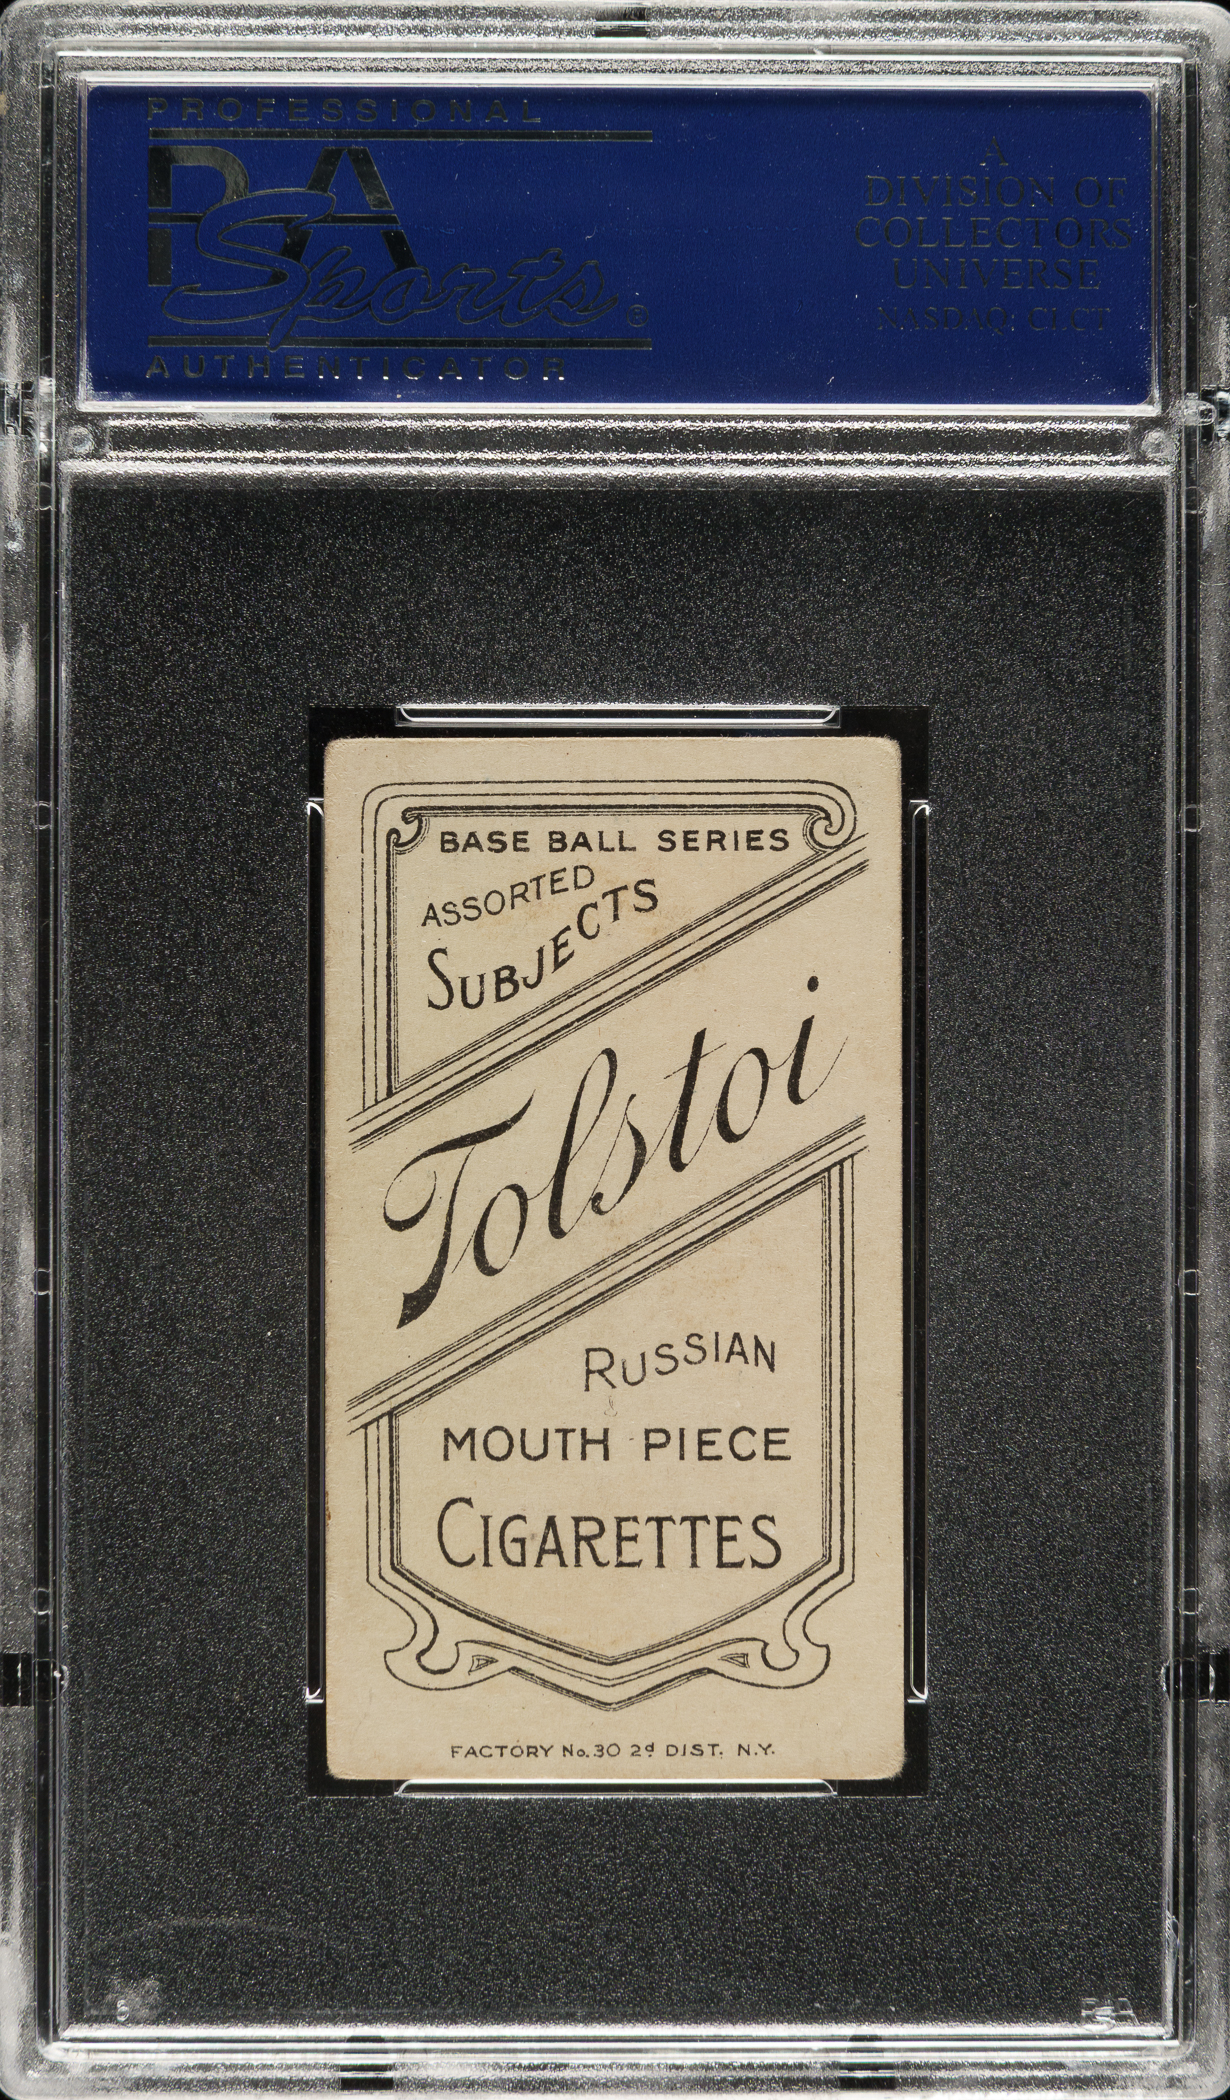 PROFESSIONAL
PSA
Sports®
AUTHENTICATOR
A
DIVISION OF
COLLECTORS
UNIVERSE
NASDAQ: CLCT
BASE BALL SERIES
ASSORTED
SUBJECTS
Tolstoi
RUSSIAN
MOUTH PIECE
CIGARETTES
FACTORY No. 30 2d DIST. N.Y.
PSA